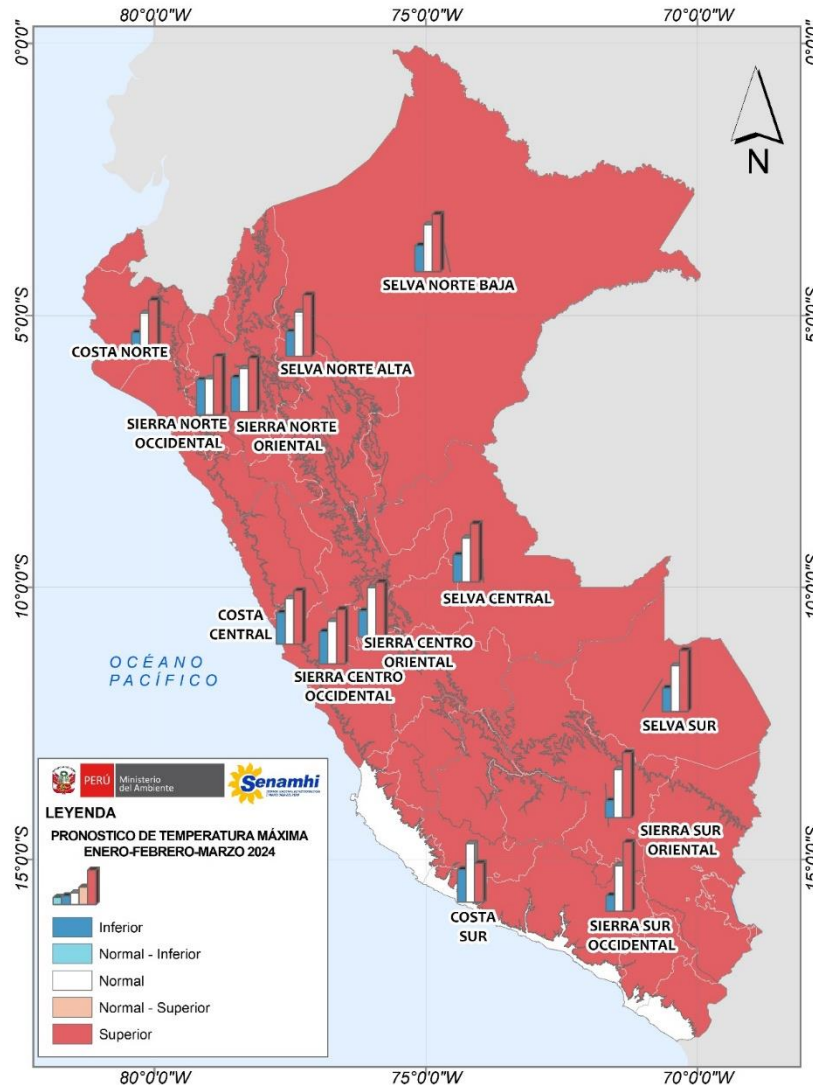 80°0'0"W
75°0'0"W
70°0'0"W
0°0'0"
0°0'0"
N
SELVA NORTE BAJA
5°0'0"S
5°0'0"S
COSTA NORTE
SELVA NORTE ALTA
SIERRA NORTE
OCCIDENTAL
SIERRA NORTE
ORIENTAL
10°0'0"S
10°0'0"S
SELVA CENTRAL
COSTA
CENTRAL
SIERRA CENTRO
ORIENTAL
SIERRA CENTRO
OCCIDENTAL
OCÉANO
PACÍFICO
SELVA SUR
SIERRA SUR
ORIENTAL
15°0'0"S
15°0'0"S
COSTA
SUR
SIERRA SUR
OCCIDENTAL
PERÚ
Ministerio
del Ambiente
Senamhi
LEYENDA
PRONOSTICO DE TEMPERATURA MÁXIMA
ENERO-FEBRERO-MARZO 2024
Inferior
Normal - Inferior
Normal
Normal - Superior
Superior
80°0'0"W
75°0'0"W
70°0'0"W